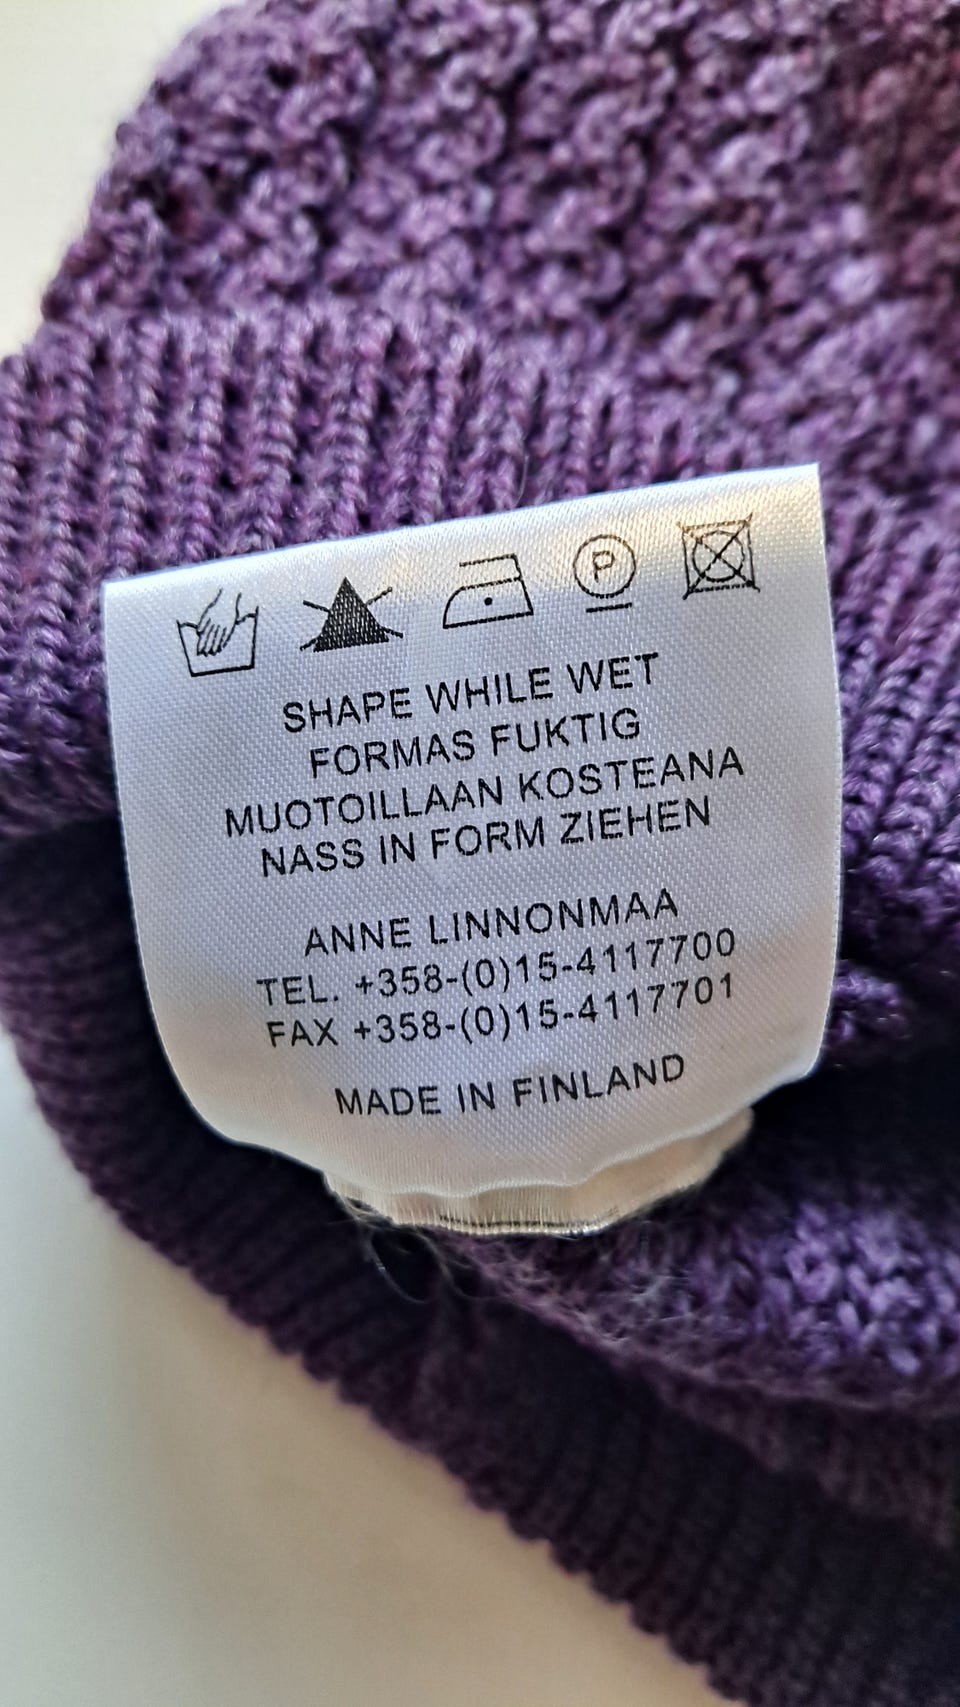 P
SHAPE WHILE WET
FORMAS FUKTIG
MUOTOILLAAN KOSTEANA
NASS IN FORM ZIEHEN
ANNE LINNONMAA
TEL. +358-(0)15-4117700
FAX +358-(0)15-4117701
MADE IN FINLAND